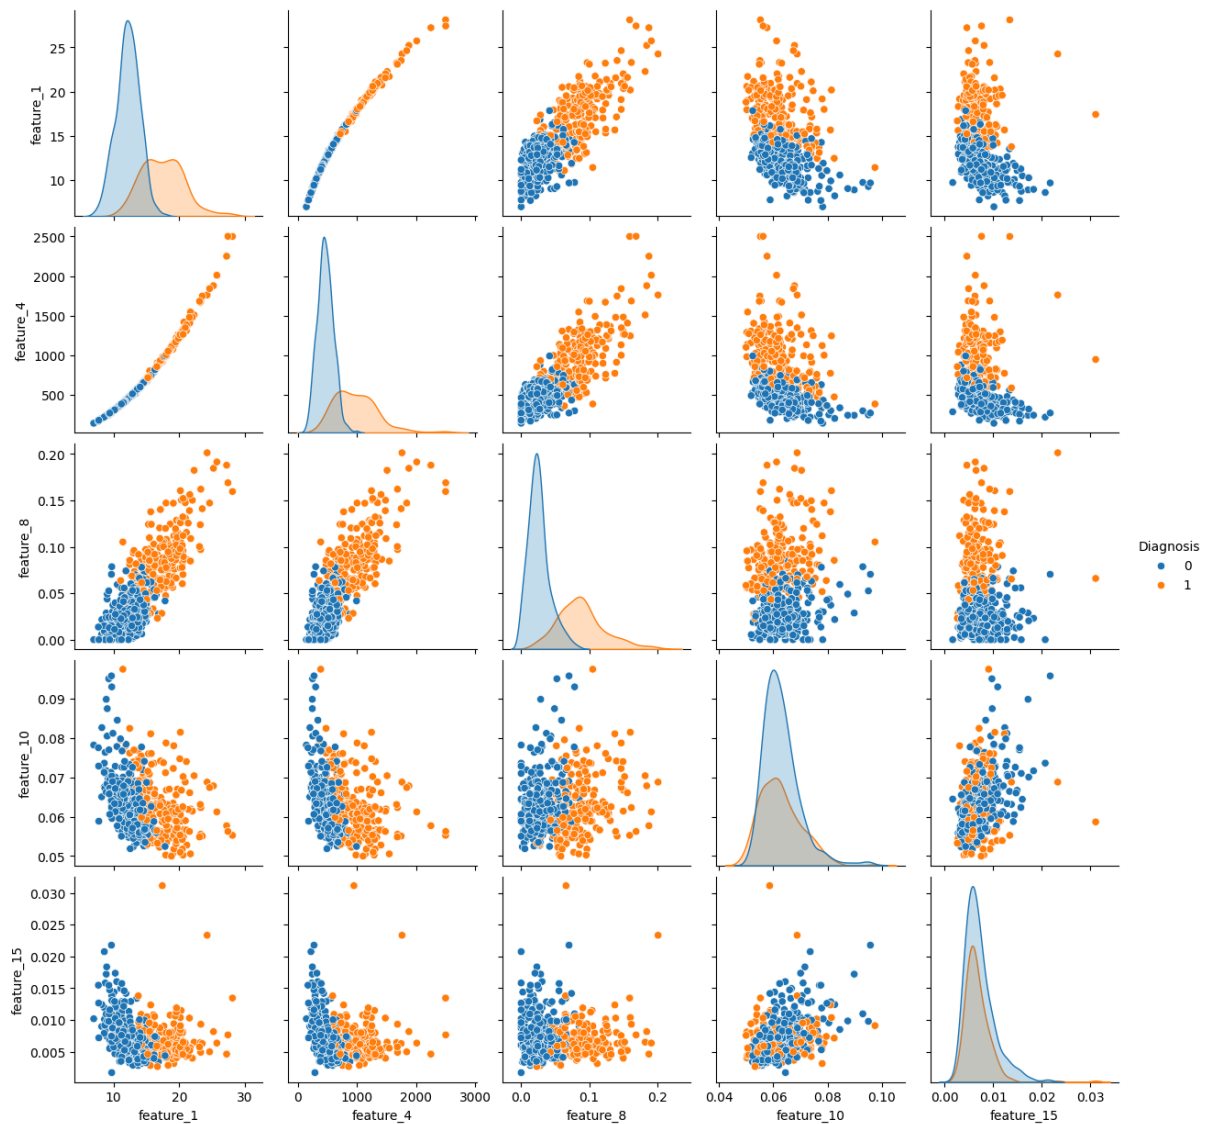 25
20
15
10
feature_1
2500
2000
1500
1000
500
feature_4
0.20
0.15
0.10
0.05
0.00
feature_8
Diagnosis
0
1
0.09
0.08
0.07
0.06
0.05
feature_10
0.030
0.025
0.020
0.015
0.010
0.005
feature_15
10 20 30
0 1000 2000 3000
0.0 0.1 0.2
0.04 0.06 0.08 0.10
0.00 0.01 0.02 0.03
feature_1 feature_4 feature_8 feature_10 feature_15